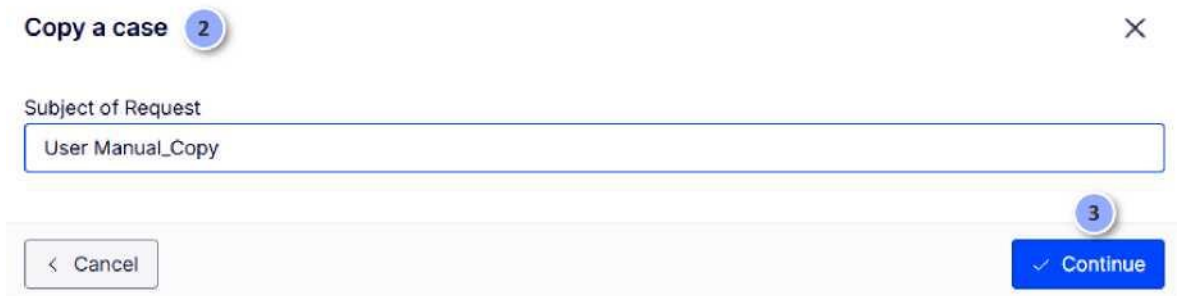 Copy a case 2
Subject of Request
User Manual_Copy
3
Cancel
Continue